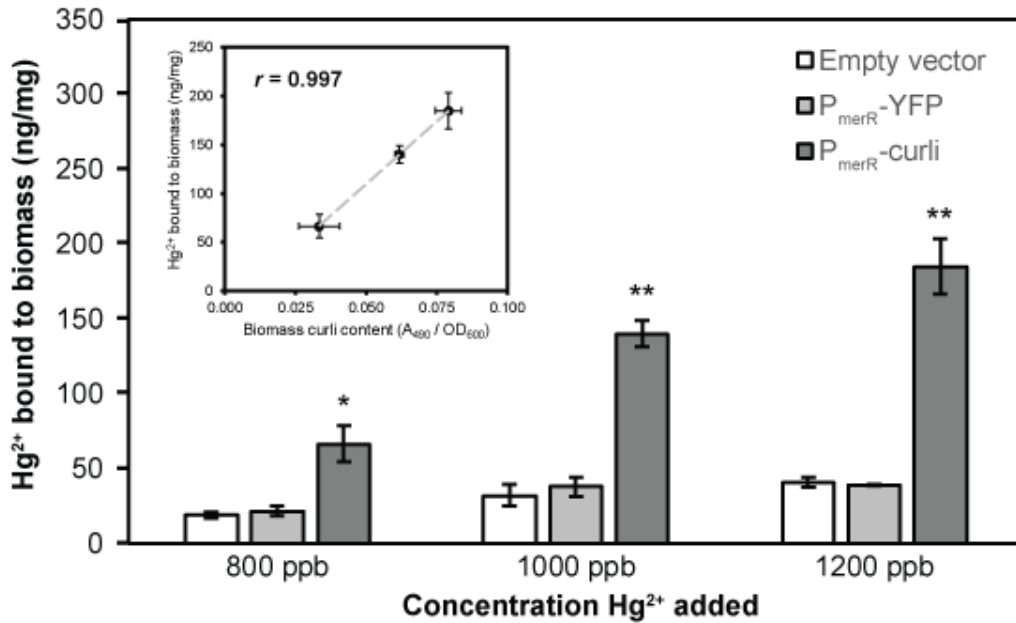 Hg²⁺ bound to biomass (ng/mg)
350
300
250
200
150
100
50
0
r = 0.997
Hg²⁺ bound to biomass (ng/mg)
250
200
150
100
50
0
0.000 0.025 0.050 0.075 0.100
Biomass curli content (A₄₉₀ / OD₆₀₀)
Empty vector
PmerR-YFP
PmerR-curli
*
**
**
800 ppb 1000 ppb 1200 ppb
Concentration Hg²⁺ added